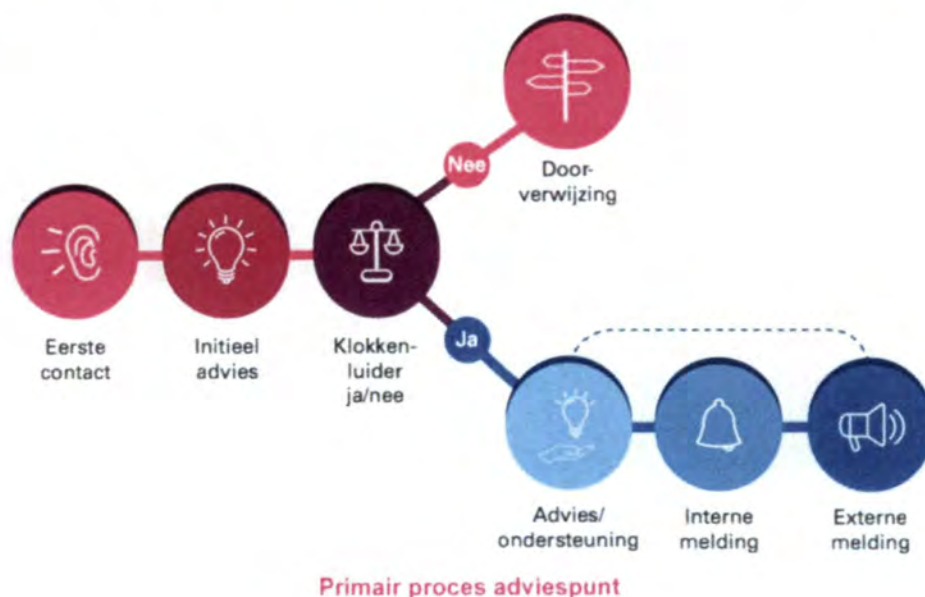 Nee
Door-
verwijzing
Eerste
contact
Initieel
advies
Klokken-
luider
ja/nee
Ja
Advies/
ondersteuning
Interne
melding
Externe
melding
Primair proces adviespunt